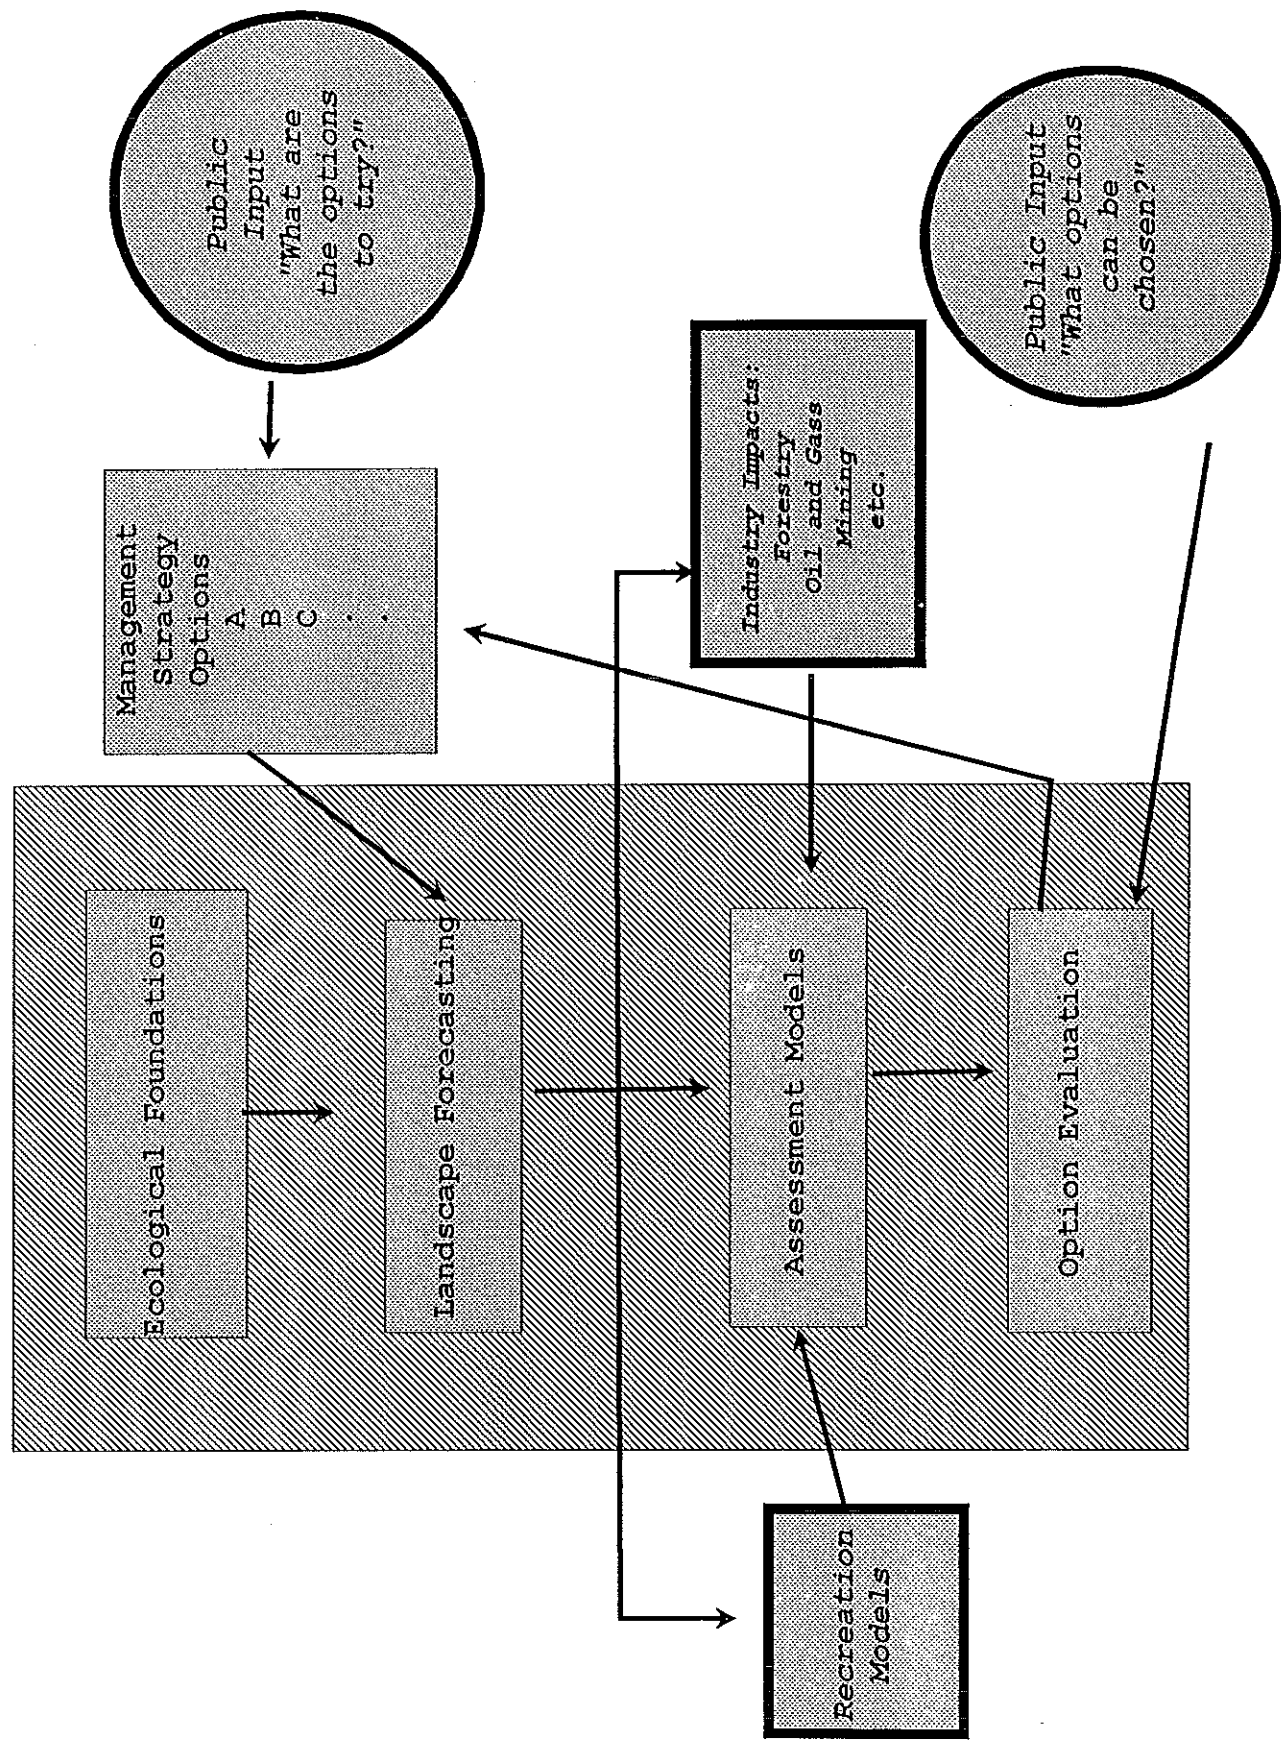 Public
Input
"What are
the options
to try?"
Management
Strategy
Options
A
B
C
.
.
Ecological Foundations
Landscape Forecasting
Industry Impacts:
Forestry
Oil and Gass
Mining
etc.
Assessment Models
Recreation
Models
Public Input
"What options
can be
chosen?"
Option Evaluation